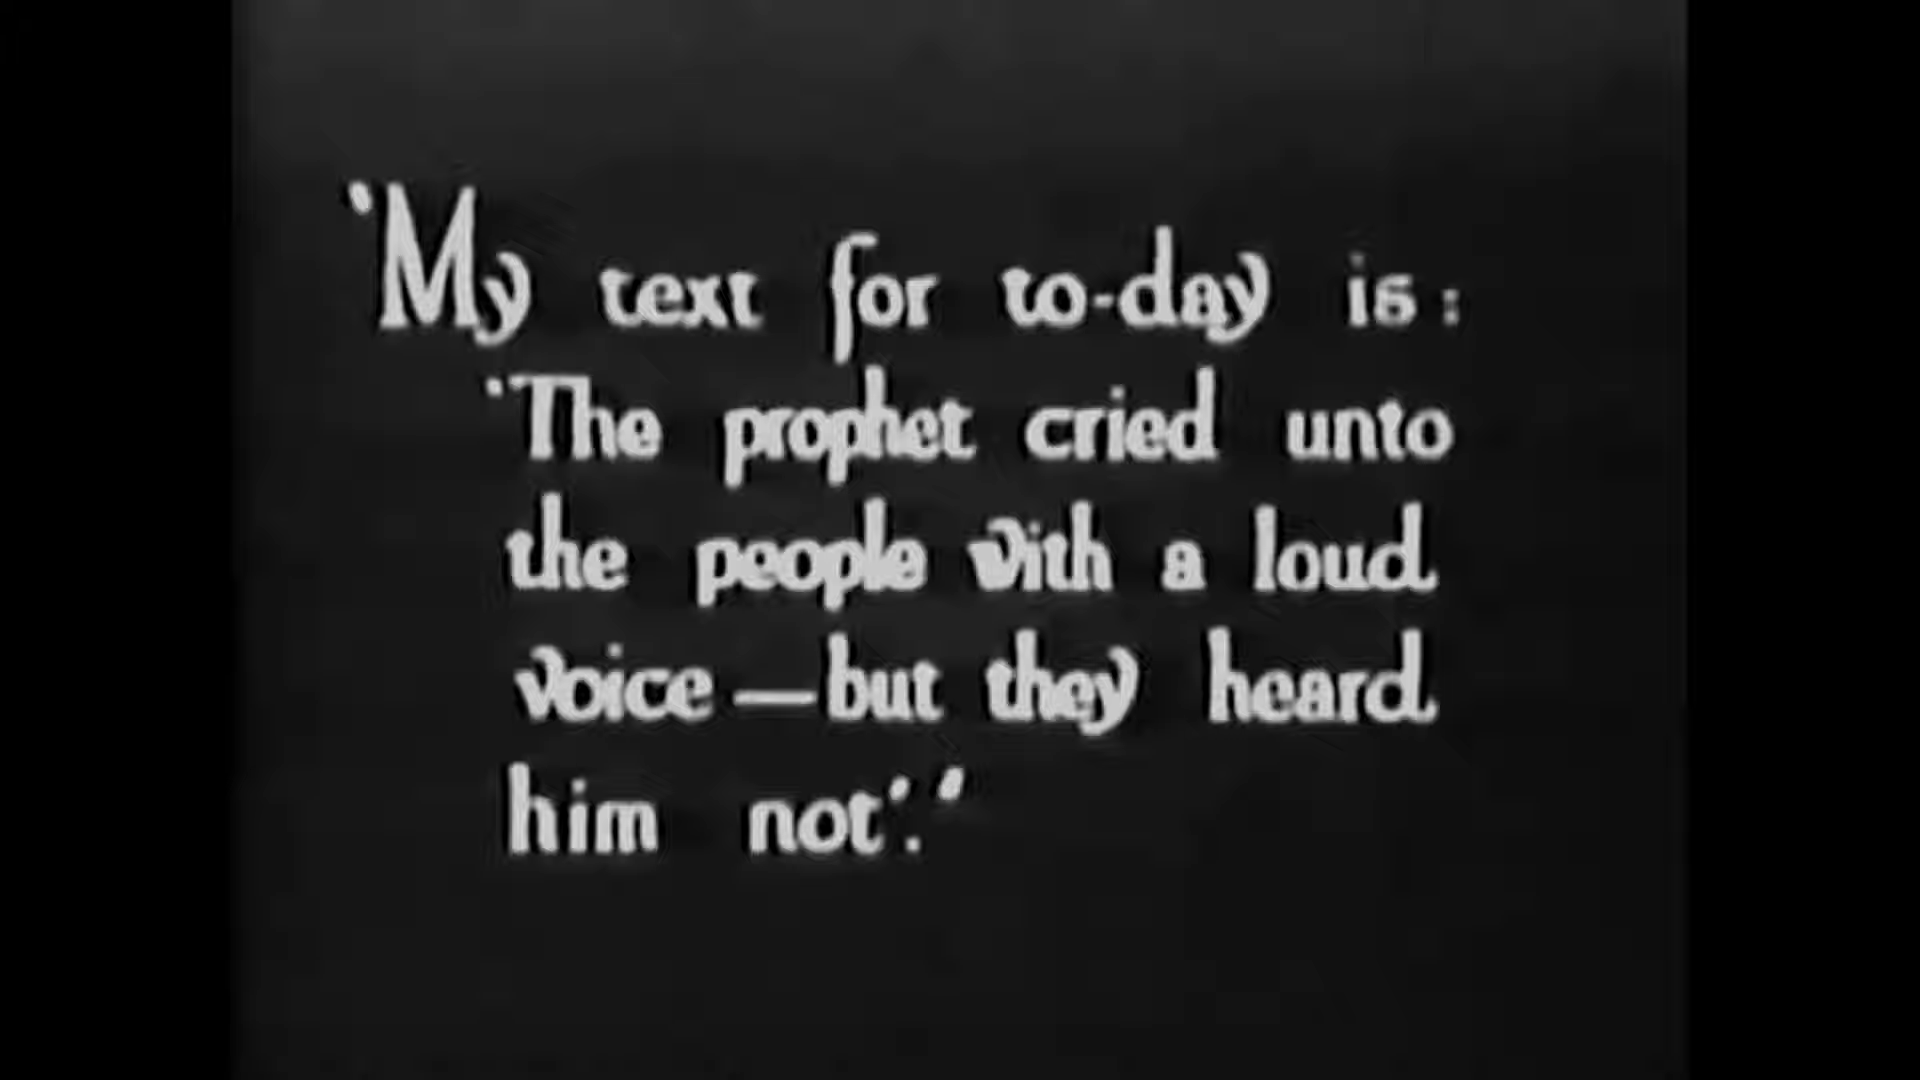 'My text for to-day is:
'The prophet cried unto
the people with a loud
voice — but they heard
him not'.'